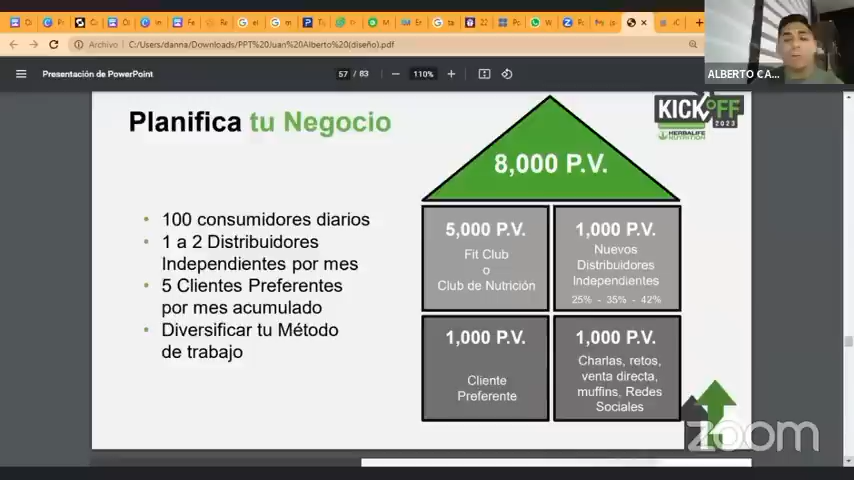 Archivo
C:/Users/danna/Downloads/PPT%20Juan%20Alberto%20(diseño).pdf
Presentación de PowerPoint
57 / 83
110%
ALBERTO CA...
Planifica tu Negocio
KICKOFF
2023
HERBALIFE
NUTRITION
8,000 P.V.
• 100 consumidores diarios
• 1 a 2 Distribuidores
Independientes por mes
• 5 Clientes Preferentes
por mes acumulado
• Diversificar tu Método
de trabajo
5,000 P.V.
Fit Club
o
Club de Nutrición
1,000 P.V.
Nuevos
Distribuidores
Independientes
25% - 35% - 42%
1,000 P.V.
Cliente
Preferente
1,000 P.V.
Charlas, retos,
venta directa,
muffins, Redes
Sociales
zoom